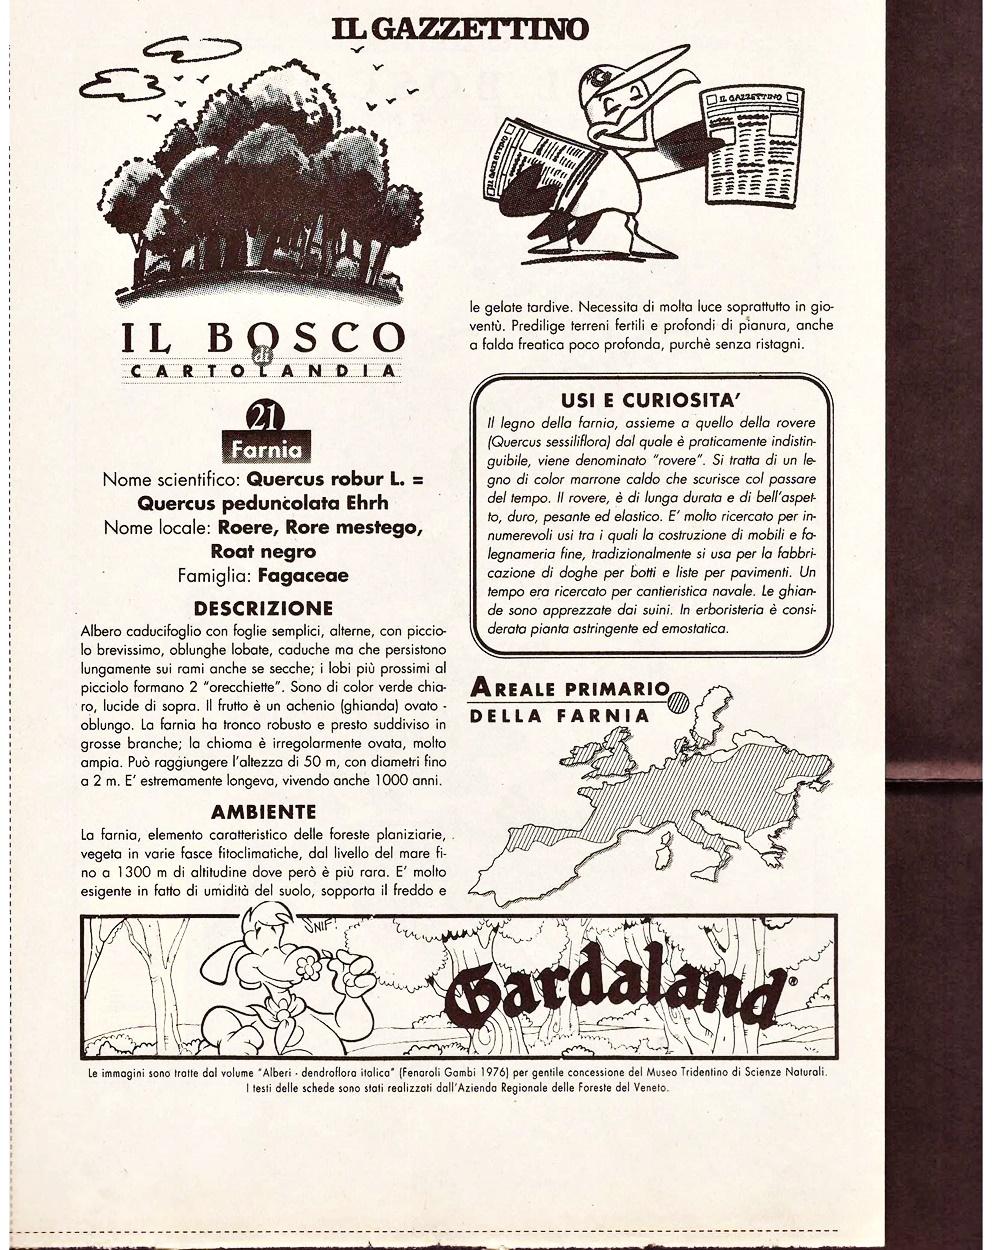 IL GAZZETTINO
IL GAZZETTINO
IL GAZZETTINO
IL BOSCO
di
CARTOLANDIA
21
Farnia
Nome scientifico: Quercus robur L. =
Quercus peduncolata Ehrh
Nome locale: Roere, Rore mestego,
Roat negro
Famiglia: Fagaceae
DESCRIZIONE
Albero caducifoglio con foglie semplici, alterne, con piccio-
lo brevissimo, oblunghe lobate, caduche ma che persistono
lungamente sui rami anche se secche; i lobi più prossimi al
picciolo formano 2 "orecchiette". Sono di color verde chia-
ro, lucide di sopra. Il frutto è un achenio (ghianda) ovato -
oblungo. La farnia ha tronco robusto e presto suddiviso in
grosse branche; la chioma è irregolarmente ovata, molto
ampia. Può raggiungere l'altezza di 50 m, con diametri fino
a 2 m. E' estremamente longeva, vivendo anche 1000 anni.
AMBIENTE
La farnia, elemento caratteristico delle foreste planiziarie,
vegeta in varie fasce fitoclimatiche, dal livello del mare fi-
no a 1300 m di altitudine dove però è più rara. E' molto
esigente in fatto di umidità del suolo, sopporta il freddo e
le gelate tardive. Necessita di molta luce soprattutto in gio-
ventù. Predilige terreni fertili e profondi di pianura, anche
a falda freatica poco profonda, purchè senza ristagni.
USI E CURIOSITA'
Il legno della farnia, assieme a quello della rovere
(Quercus sessiliflora) dal quale è praticamente indistin-
guibile, viene denominato "rovere". Si tratta di un le-
gno di color marrone caldo che scurisce col passare
del tempo. Il rovere, è di lunga durata e di bell'aspet-
to, duro, pesante ed elastico. E' molto ricercato per in-
numerevoli usi tra i quali la costruzione di mobili e fa-
legnameria fine, tradizionalmente si usa per la fabbri-
cazione di doghe per botti e liste per pavimenti. Un
tempo era ricercato per cantieristica navale. Le ghian-
de sono apprezzate dai suini. In erboristeria è consi-
derata pianta astringente ed emostatica.
AREALE PRIMARIO
DELLA FARNIA
SNIF!
Gardaland®
Le immagini sono tratte dal volume "Alberi - dendroflora italica" (Fenaroli Gambi 1976) per gentile concessione del Museo Tridentino di Scienze Naturali.
I testi delle schede sono stati realizzati dall'Azienda Regionale delle Foreste del Veneto.